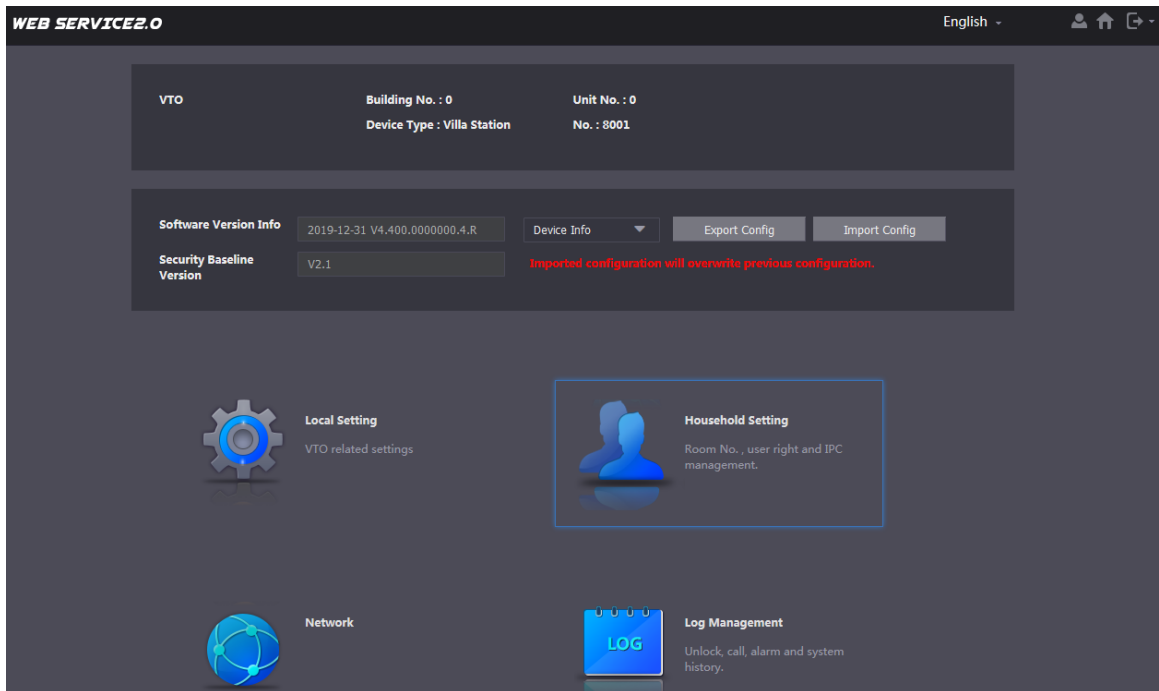 WEB SERVICE2.0
English
VTO
Building No. : 0
Unit No. : 0
Device Type : Villa Station
No. : 8001
Software Version Info
2019-12-31 V4.400.0000000.4.R
Device Info
Export Config
Import Config
Security Baseline
Version
V2.1
Imported configuration will overwrite previous configuration.
Local Setting
VTO related settings
Household Setting
Room No. , user right and IPC
management.
Network
LOG
Log Management
Unlock, call, alarm and system
history.